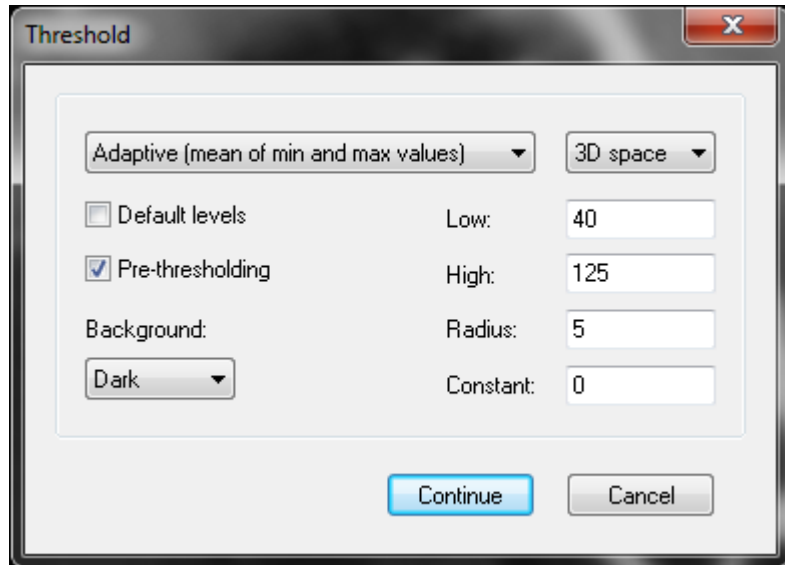 Threshold
Adaptive (mean of min and max values) 3D space
Default levels Low: 40
Pre-thresholding High: 125
Background: Radius: 5
Dark Constant: 0
Continue Cancel